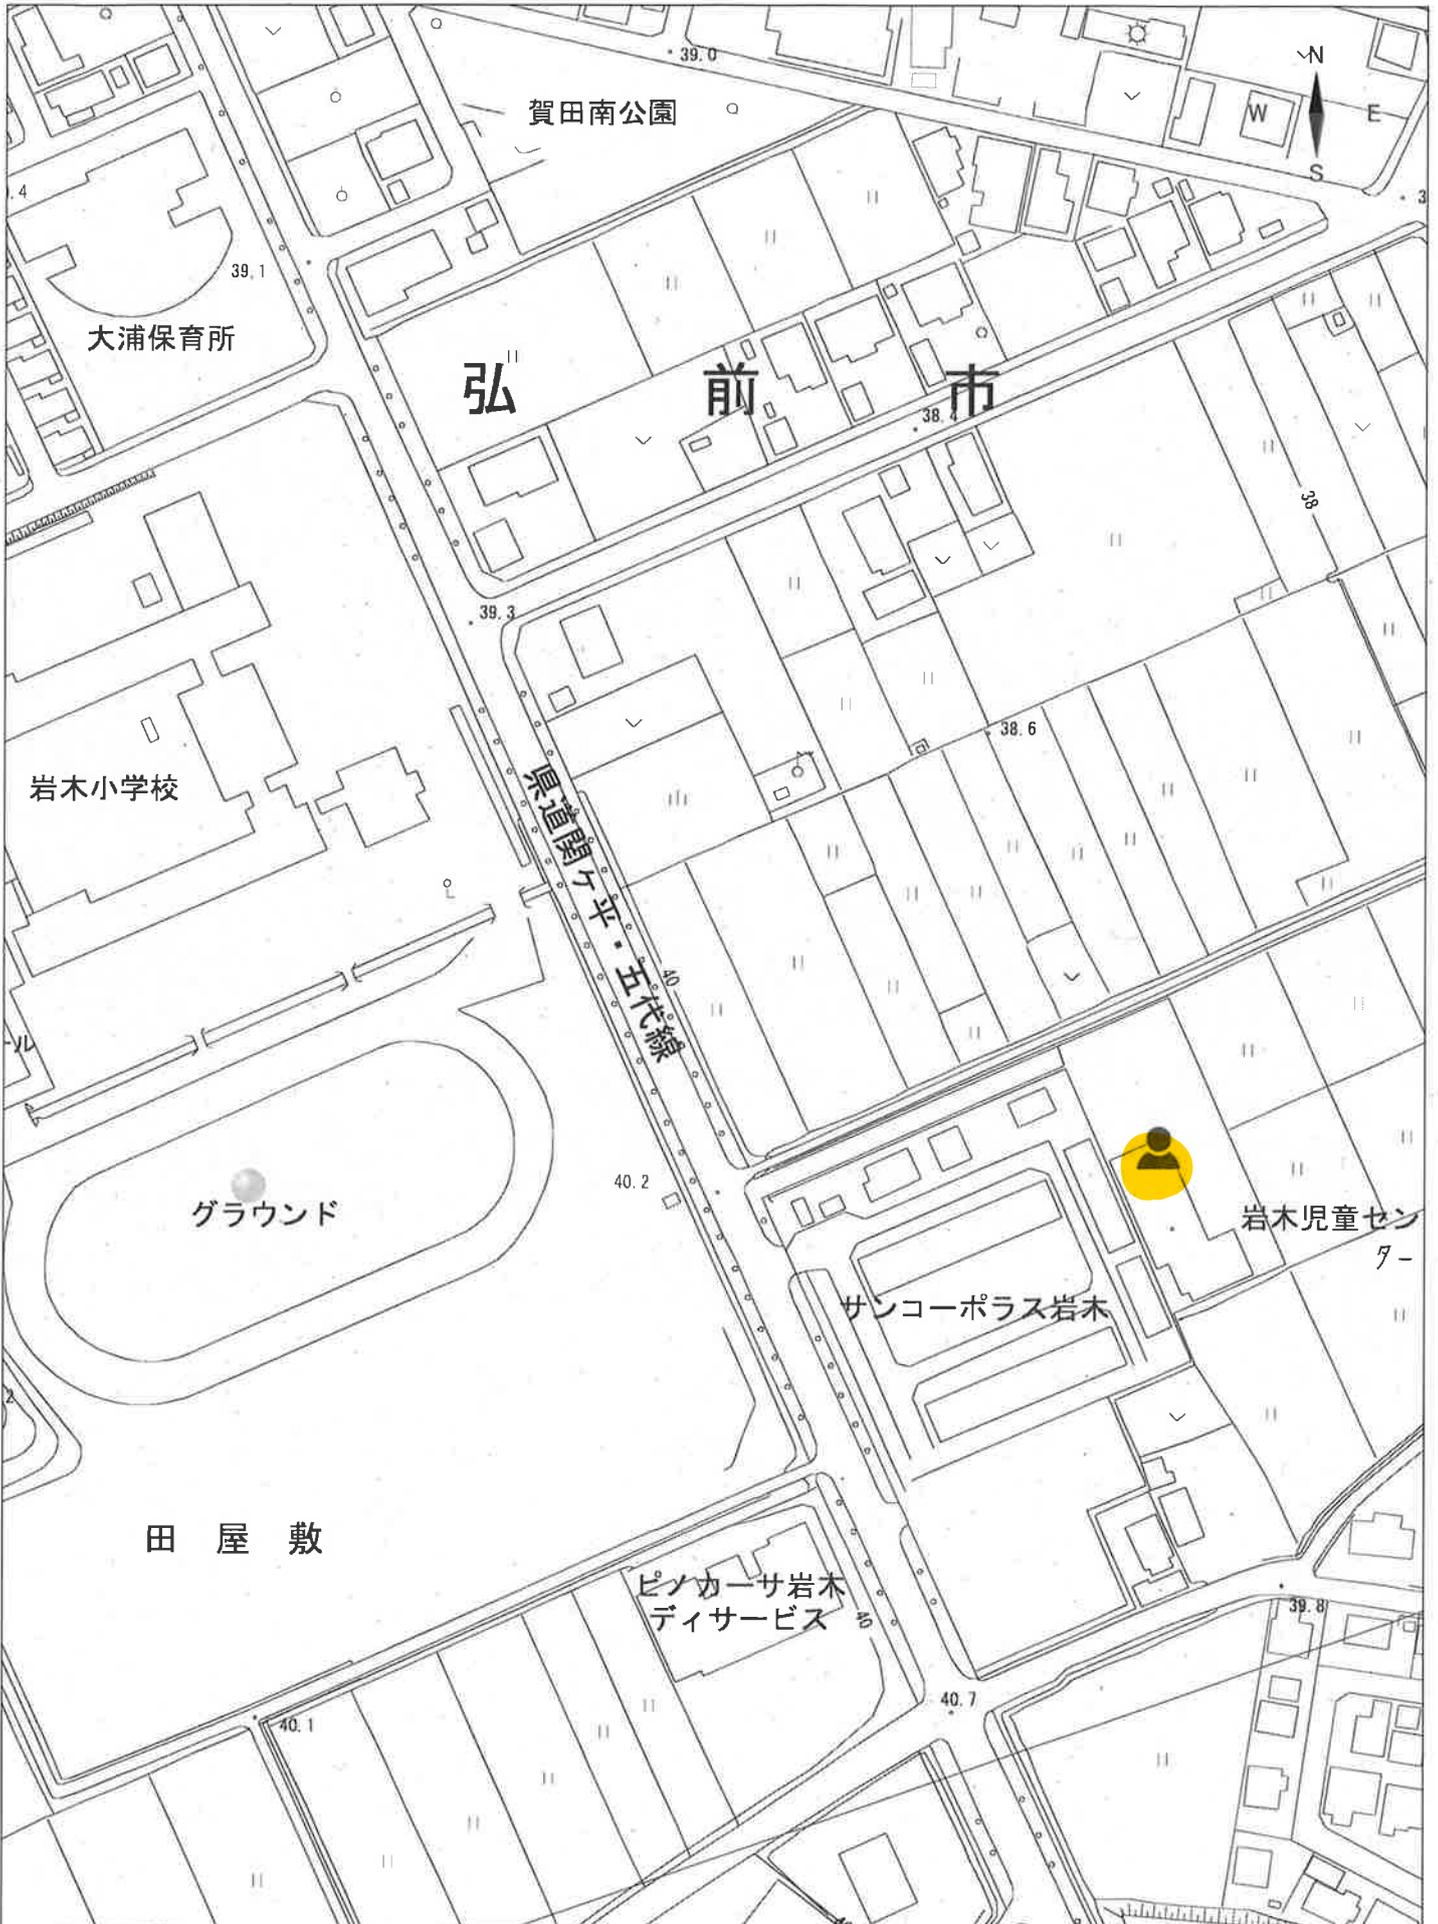 39.0
N
賀田南公園
W
E
S
.4
39.1
大浦保育所
弘前市
38.4
38
39.3
38.6
岩木小学校
県道関ヶ平・五代線
40
ール
40.2
グラウンド
岩木児童セン
ター
サンコーポラス岩木
2
田屋敷
ピノカーサ岩木
ディサービス
40
39.8
40.7
40.1